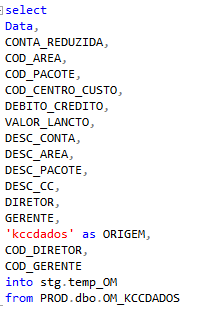 select
Data,
CONTA_REDUZIDA,
COD_AREA,
COD_PACOTE,
COD_CENTRO_CUSTO,
DEBITO_CREDITO,
VALOR_LANCTO,
DESC_CONTA,
DESC_AREA,
DESC_PACOTE,
DESC_CC,
DIRETOR,
GERENTE,
'kccdados' as ORIGEM,
COD_DIRETOR,
COD_GERENTE
into stg.temp_OM
from PROD.dbo.OM_KCCDADOS